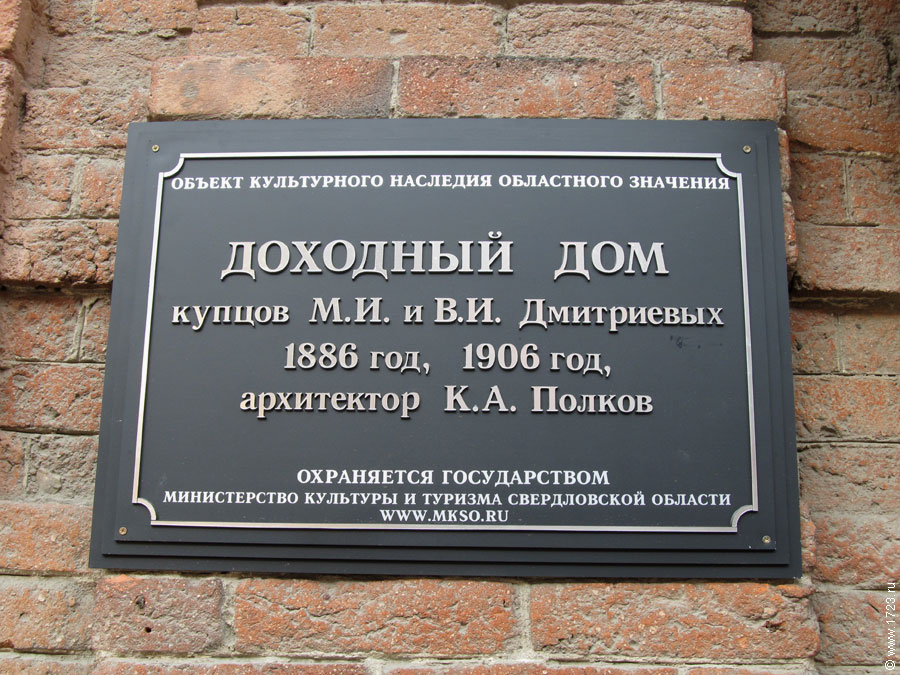 ОБЪЕКТ КУЛЬТУРНОГО НАСЛЕДИЯ ОБЛАСТНОГО ЗНАЧЕНИЯ
ДОХОДНЫЙ ДОМ
купцов М.И. и В.И. Дмитриевых
1886 год, 1906 год,
архитектор К.А. Полков
ОХРАНЯЕТСЯ ГОСУДАРСТВОМ
МИНИСТЕРСТВО КУЛЬТУРЫ И ТУРИЗМА СВЕРДЛОВСКОЙ ОБЛАСТИ
WWW.MKSO.RU
© www.1723.ru